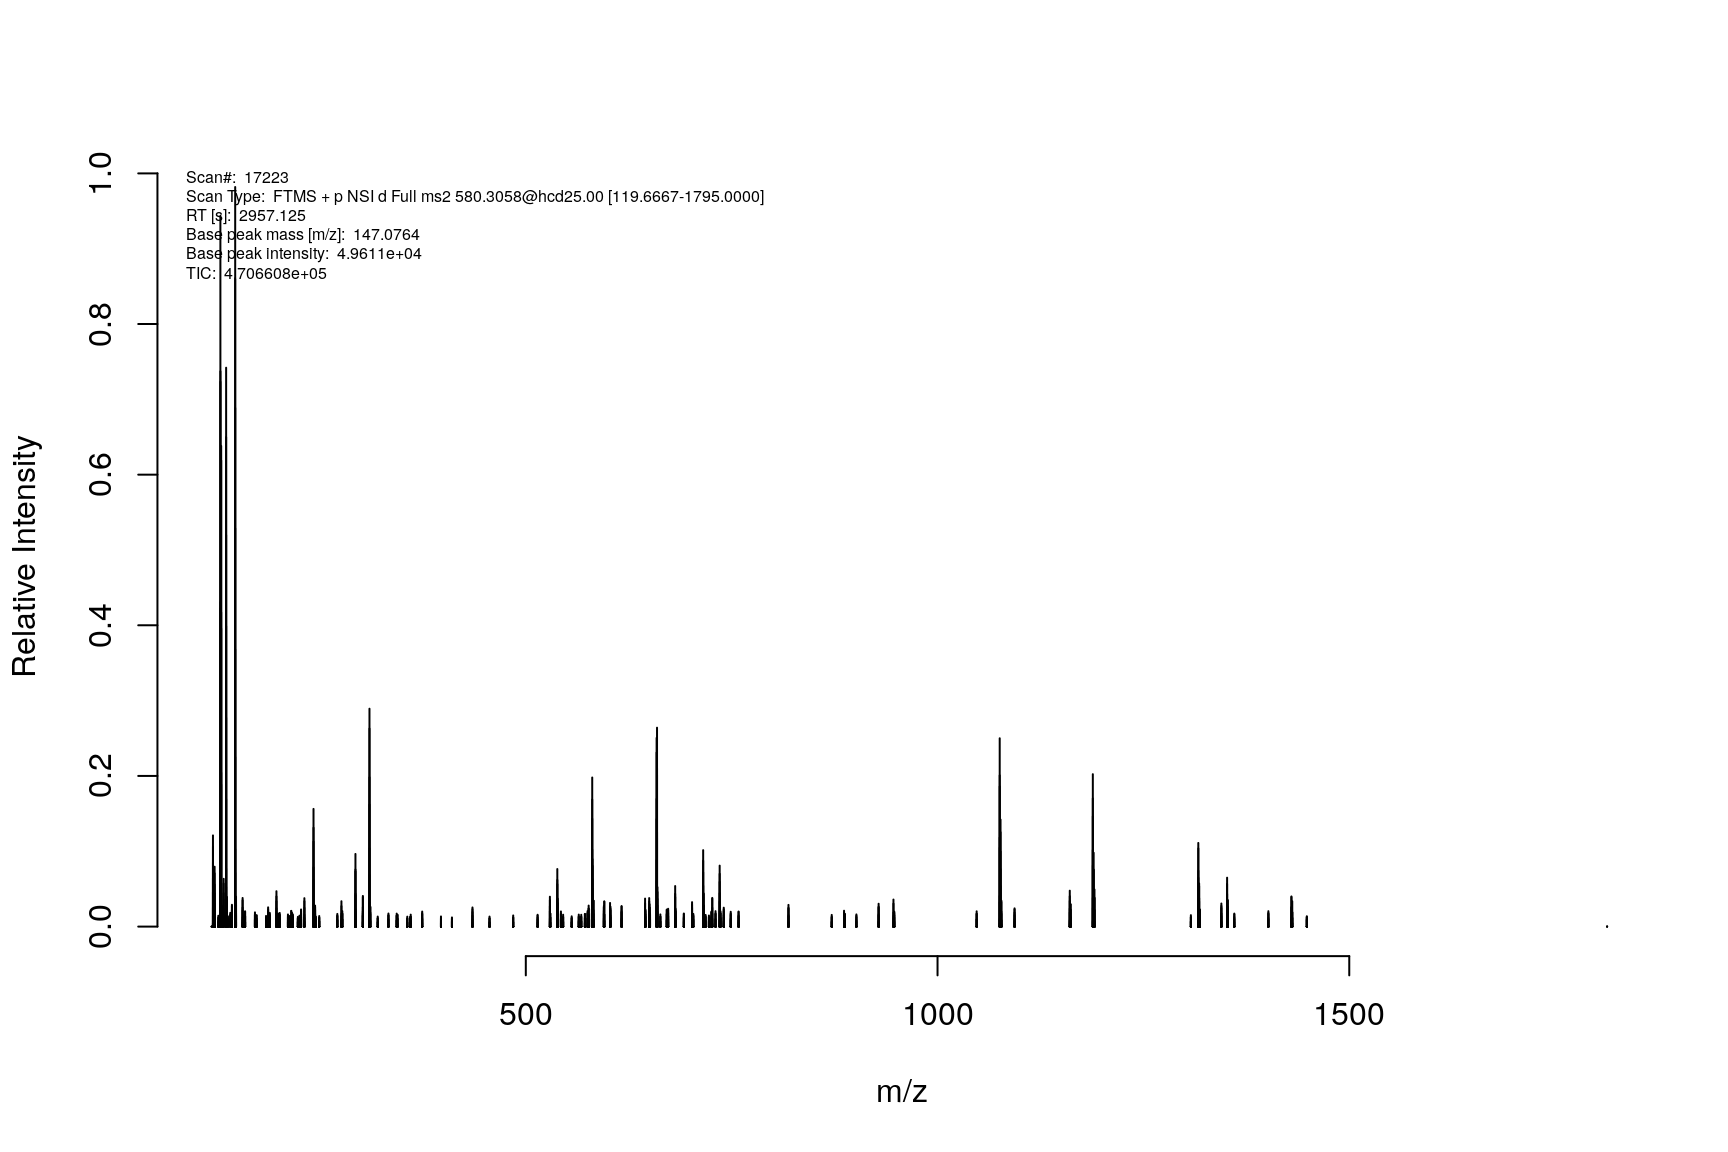 Scan#: 17223
Scan Type: FTMS + p NSI d Full ms2 580.3058@hcd25.00 [119.6667-1795.0000]
RT [s]: 2957.125
Base peak mass [m/z]: 147.0764
Base peak intensity: 4.9611e+04
TIC: 4.706608e+05
1.0
0.8
0.6
0.4
0.2
0.0
Relative Intensity
500 1000 1500
m/z